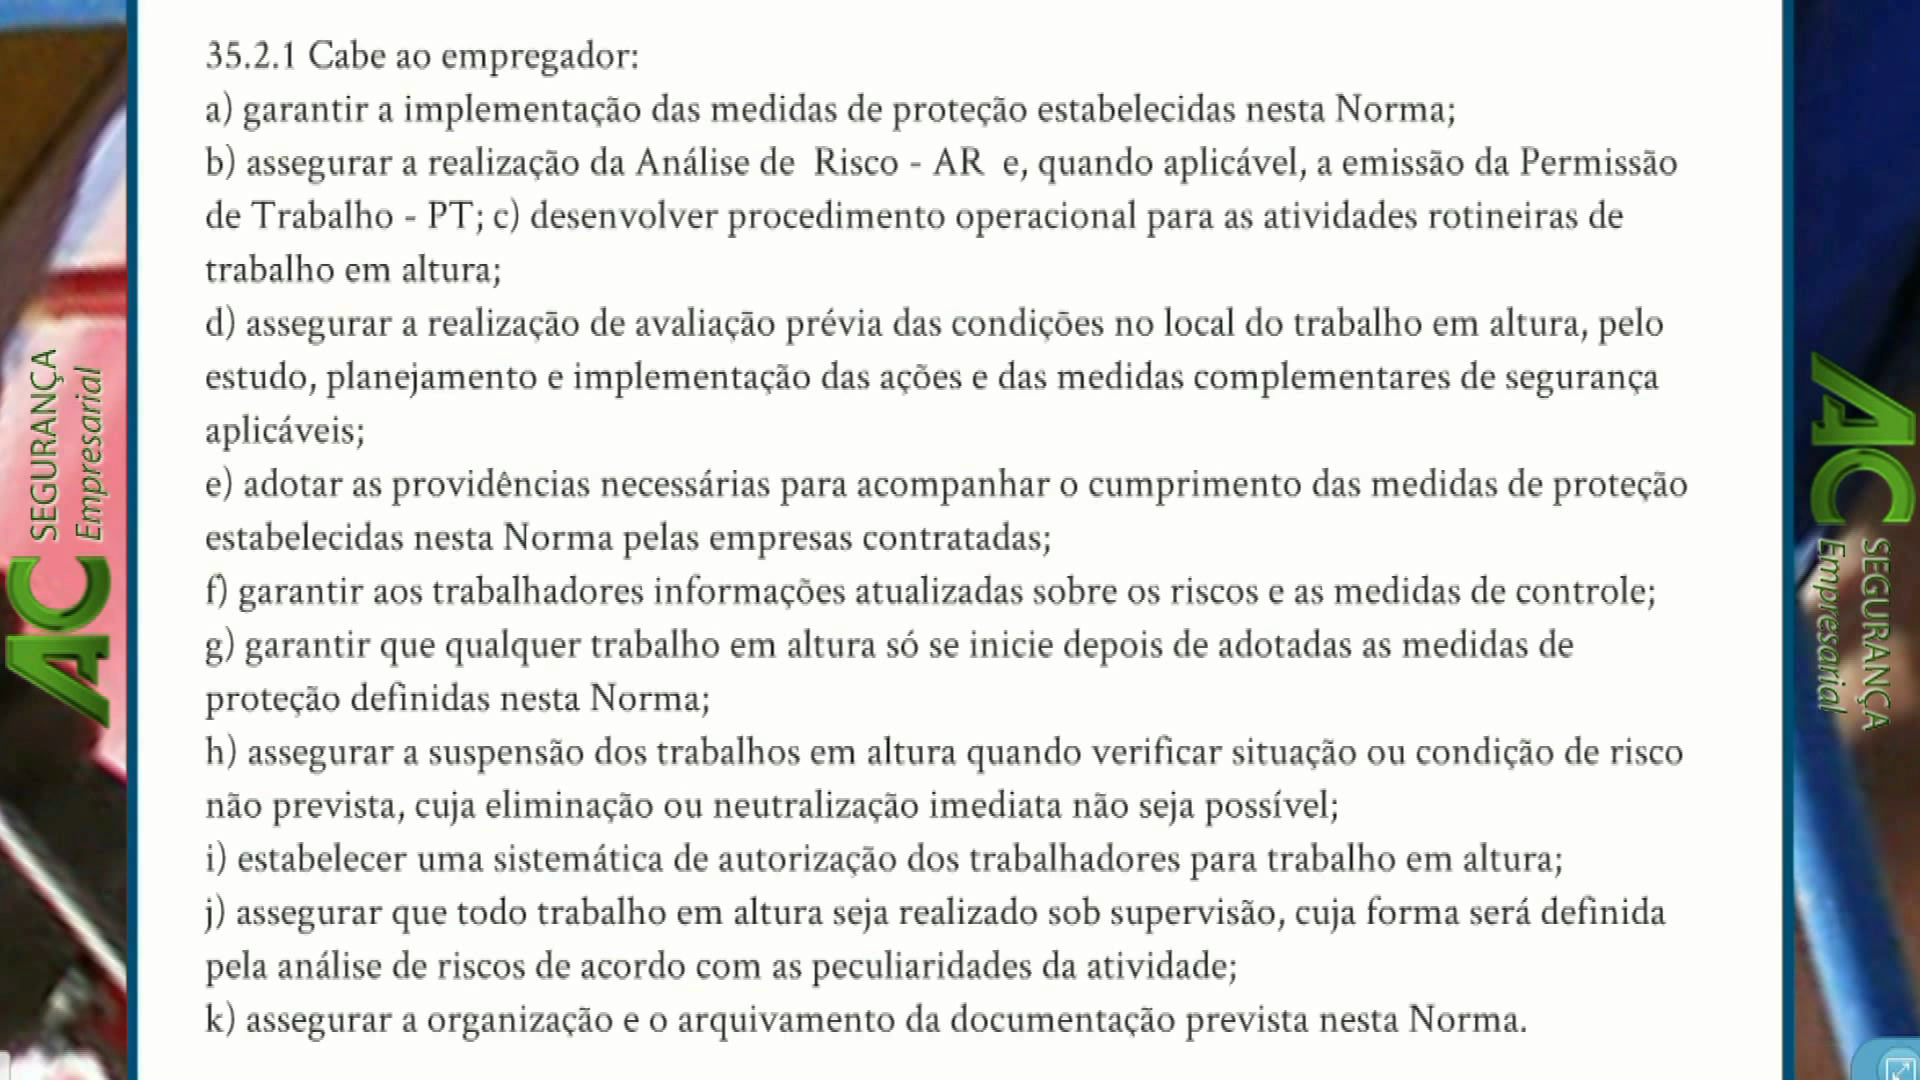 35.2.1 Cabe ao empregador:
a) garantir a implementação das medidas de proteção estabelecidas nesta Norma;
b) assegurar a realização da Análise de Risco - AR e, quando aplicável, a emissão da Permissão
de Trabalho - PT; c) desenvolver procedimento operacional para as atividades rotineiras de
trabalho em altura;
d) assegurar a realização de avaliação prévia das condições no local do trabalho em altura, pelo
estudo, planejamento e implementação das ações e das medidas complementares de segurança
aplicáveis;
e) adotar as providências necessárias para acompanhar o cumprimento das medidas de proteção
estabelecidas nesta Norma pelas empresas contratadas;
f) garantir aos trabalhadores informações atualizadas sobre os riscos e as medidas de controle;
g) garantir que qualquer trabalho em altura só se inicie depois de adotadas as medidas de
proteção definidas nesta Norma;
h) assegurar a suspensão dos trabalhos em altura quando verificar situação ou condição de risco
não prevista, cuja eliminação ou neutralização imediata não seja possível;
i) estabelecer uma sistemática de autorização dos trabalhadores para trabalho em altura;
j) assegurar que todo trabalho em altura seja realizado sob supervisão, cuja forma será definida
pela análise de riscos de acordo com as peculiaridades da atividade;
k) assegurar a organização e o arquivamento da documentação prevista nesta Norma.
AC SEGURANÇA
Empresarial
AC SEGURANÇA
Empresarial